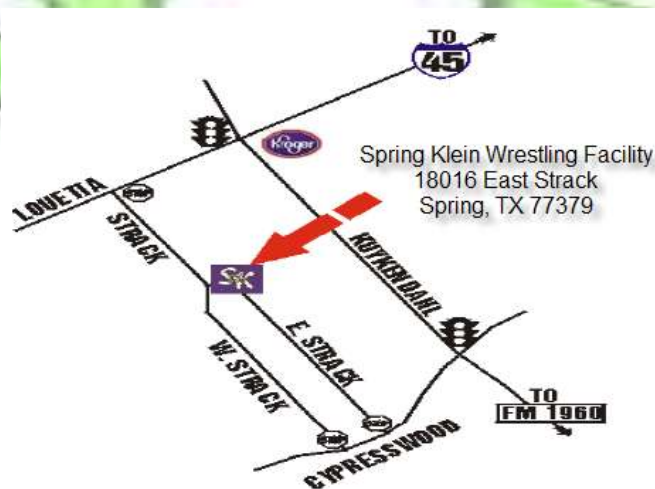 TO
45
Kroger
Spring Klein Wrestling Facility
18016 East Strack
Spring, TX 77379
LOUETTA
STOP
STRACK
KUYKENDAHL
SK
E. STRACK
W. STRACK
TO
FM 1960
STOP
STOP
CYPRESSWOOD